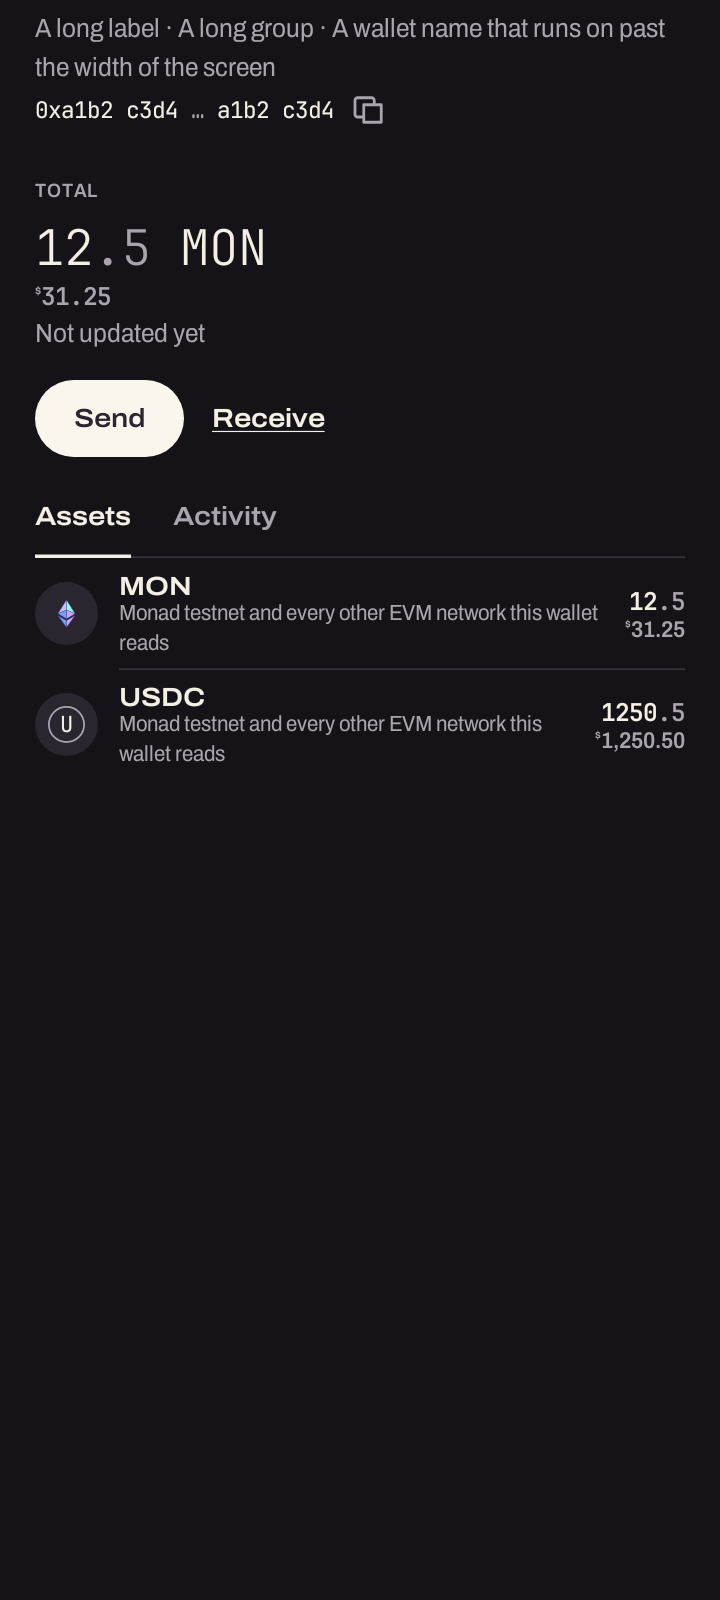 A long label · A long group · A wallet name that runs on past
the width of the screen
0xa1b2 c3d4 … a1b2 c3d4
TOTAL
12.5 MON
$31.25
Not updated yet
Send Receive
Assets Activity
MON
Monad testnet and every other EVM network this wallet
reads
12.5
$31.25
U
USDC
Monad testnet and every other EVM network this
wallet reads
1250.5
$1,250.50